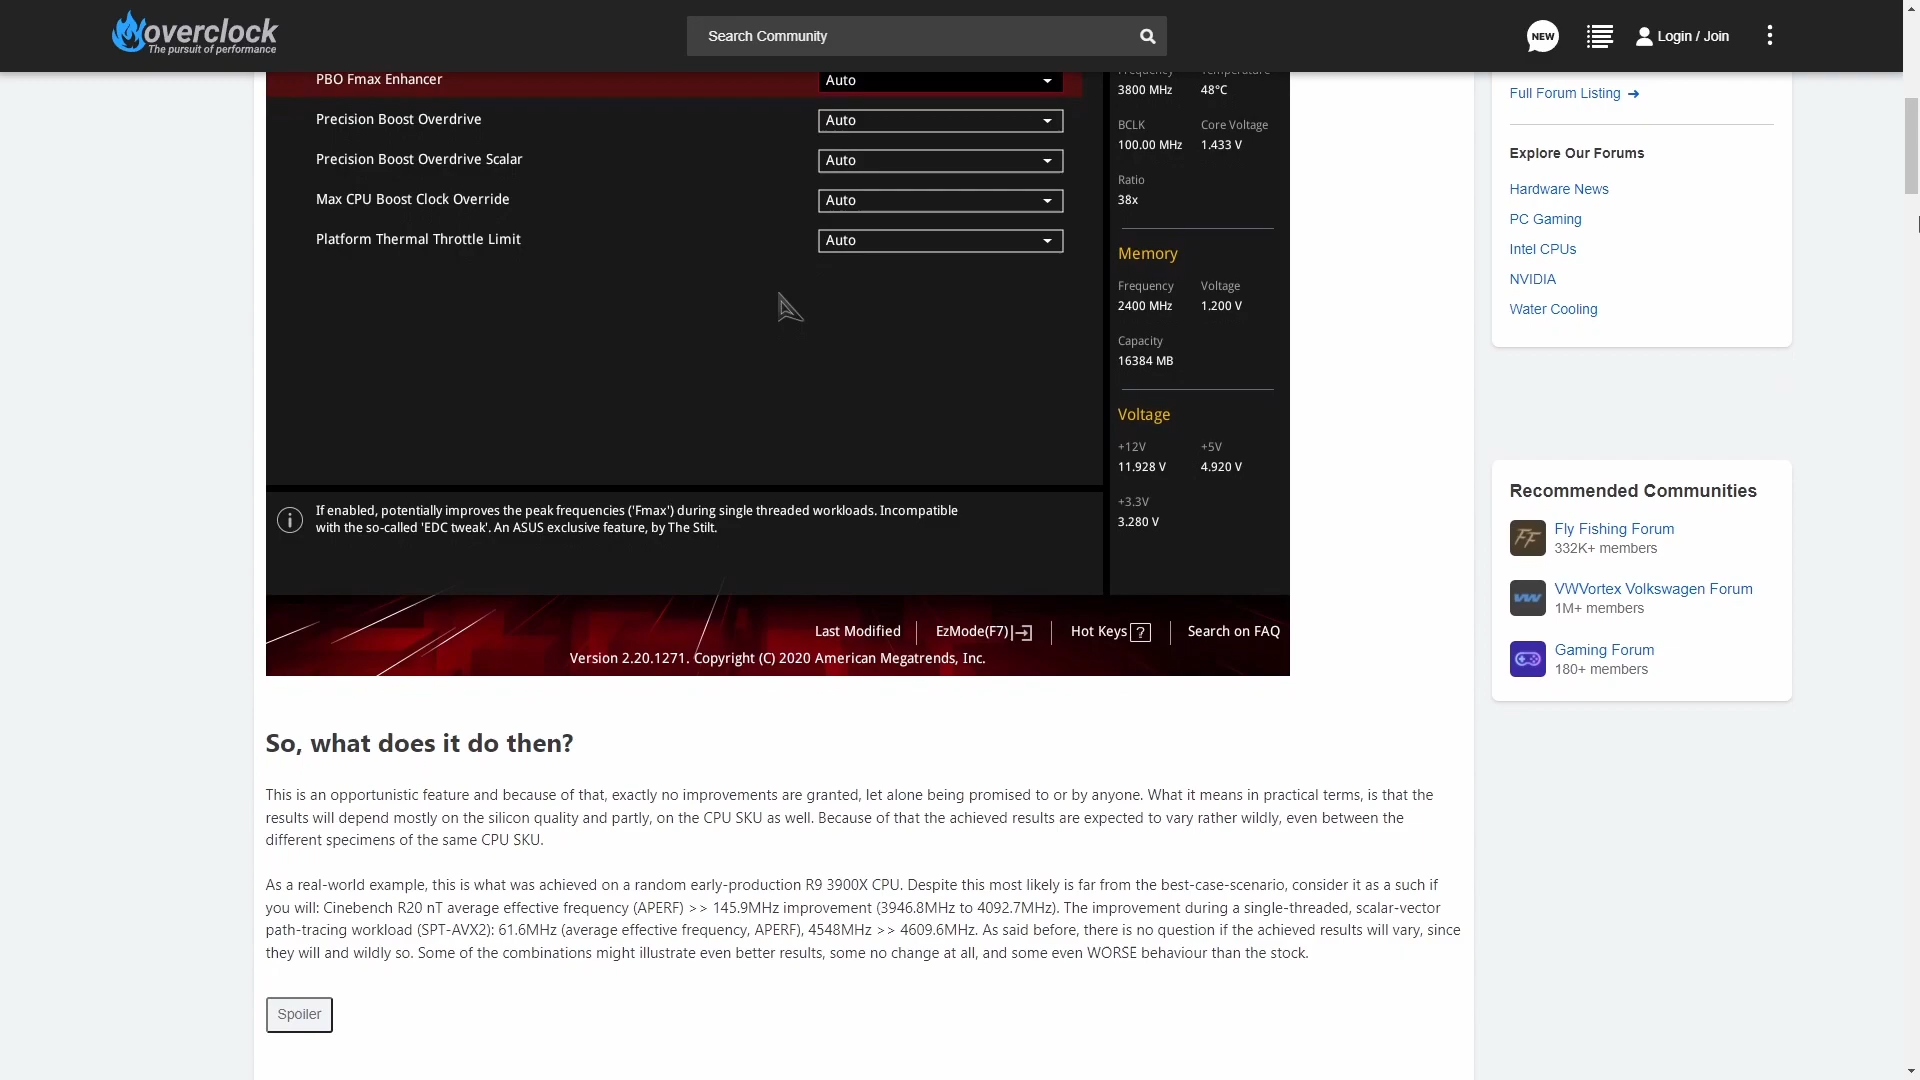 overclock
The pursuit of performance
Search Community
NEW
Login / Join
PBO Fmax Enhancer
Auto
Precision Boost Overdrive
Auto
Precision Boost Overdrive Scalar
Auto
Max CPU Boost Clock Override
Auto
Platform Thermal Throttle Limit
Auto
Frequency Temperature
3800 MHz 48°C
BCLK Core Voltage
100.00 MHz 1.433 V
Ratio
38x
Memory
Frequency Voltage
2400 MHz 1.200 V
Capacity
16384 MB
Voltage
+12V +5V
11.928 V 4.920 V
+3.3V
3.280 V
If enabled, potentially improves the peak frequencies ('Fmax') during single threaded workloads. Incompatible
with the so-called 'EDC tweak'. An ASUS exclusive feature, by The Stilt.
Last Modified
EzMode(F7)
Hot Keys ?
Search on FAQ
Version 2.20.1271. Copyright (C) 2020 American Megatrends, Inc.
So, what does it do then?
This is an opportunistic feature and because of that, exactly no improvements are granted, let alone being promised to or by anyone. What it means in practical terms, is that the
results will depend mostly on the silicon quality and partly, on the CPU SKU as well. Because of that the achieved results are expected to vary rather wildly, even between the
different specimens of the same CPU SKU.
As a real-world example, this is what was achieved on a random early-production R9 3900X CPU. Despite this most likely is far from the best-case-scenario, consider it as a such if
you will: Cinebench R20 nT average effective frequency (APERF) >> 145.9MHz improvement (3946.8MHz to 4092.7MHz). The improvement during a single-threaded, scalar-vector
path-tracing workload (SPT-AVX2): 61.6MHz (average effective frequency, APERF), 4548MHz >> 4609.6MHz. As said before, there is no question if the achieved results will vary, since
they will and wildly so. Some of the combinations might illustrate even better results, some no change at all, and some even WORSE behaviour than the stock.
Spoiler
Full Forum Listing →
Explore Our Forums
Hardware News
PC Gaming
Intel CPUs
NVIDIA
Water Cooling
Recommended Communities
FF
Fly Fishing Forum
332K+ members
VW
VWVortex Volkswagen Forum
1M+ members
Gaming Forum
180+ members